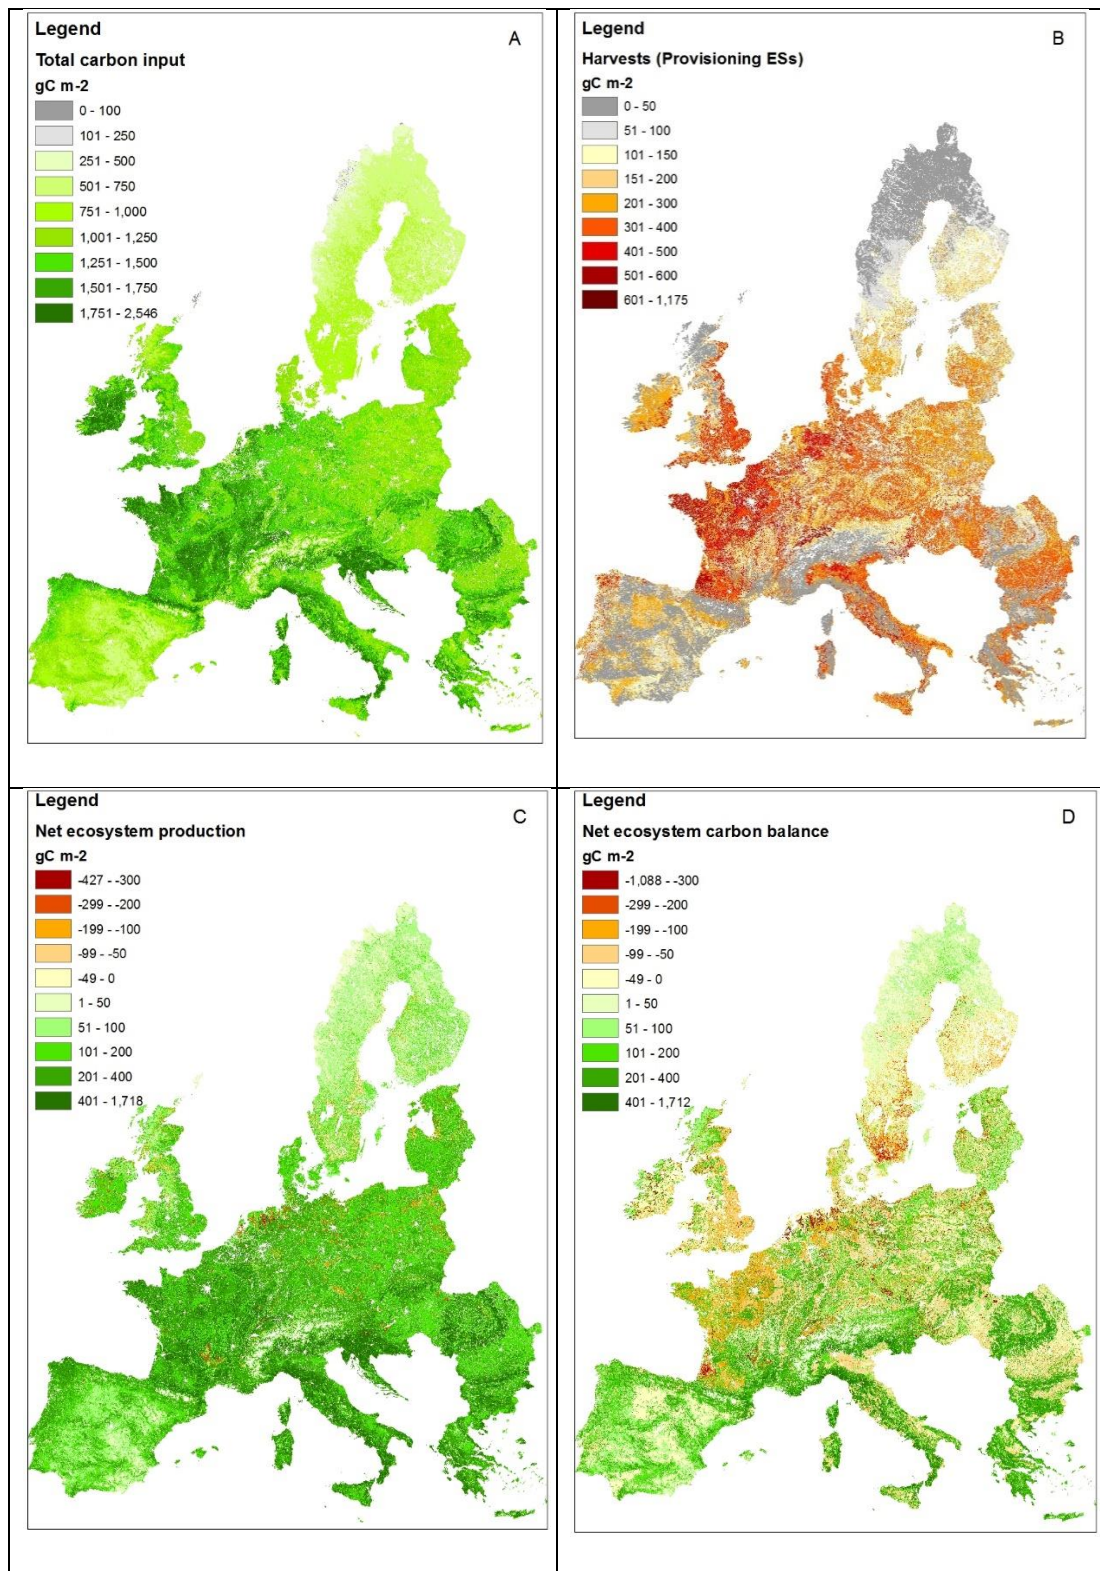 Legend
A
Total carbon input
gC m-2
0 - 100
101 - 250
251 - 500
501 - 750
751 - 1,000
1,001 - 1,250
1,251 - 1,500
1,501 - 1,750
1,751 - 2,546
Legend
B
Harvests (Provisioning ESs)
gC m-2
0 - 50
51 - 100
101 - 150
151 - 200
201 - 300
301 - 400
401 - 500
501 - 600
601 - 1,175
Legend
C
Net ecosystem production
gC m-2
-427 - -300
-299 - -200
-199 - -100
-99 - -50
-49 - 0
1 - 50
51 - 100
101 - 200
201 - 400
401 - 1,718
Legend
D
Net ecosystem carbon balance
gC m-2
-1,088 - -300
-299 - -200
-199 - -100
-99 - -50
-49 - 0
1 - 50
51 - 100
101 - 200
201 - 400
401 - 1,712